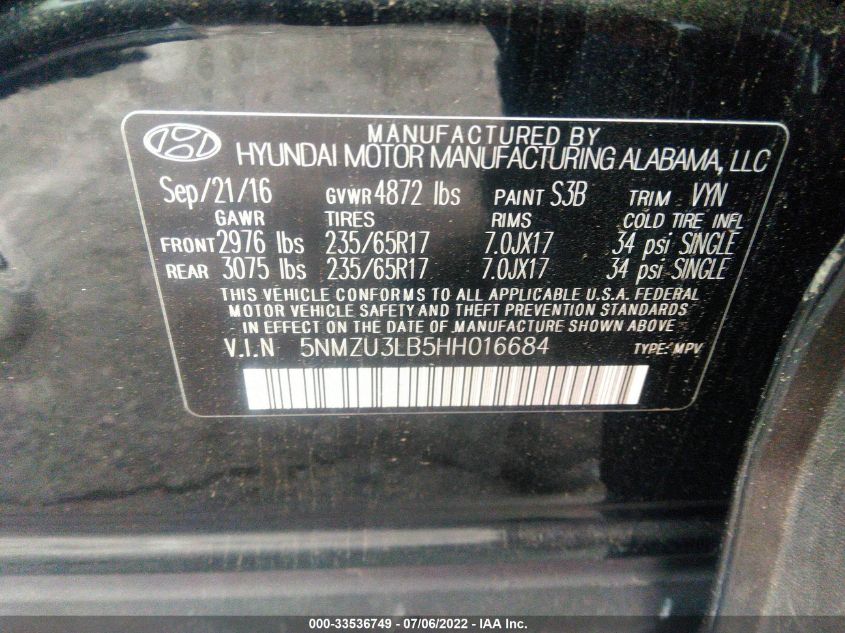 MANUFACTURED BY
HYUNDAI MOTOR MANUFACTURING ALABAMA, LLC
Sep/21/16 GVWR 4872 lbs PAINT S3B TRIM VYN
GAWR TIRES RIMS COLD TIRE INFL
FRONT 2976 lbs 235/65R17 7.0JX17 34 psi SINGLE
REAR 3075 lbs 235/65R17 7.0JX17 34 psi SINGLE
THIS VEHICLE CONFORMS TO ALL APPLICABLE U.S.A. FEDERAL
MOTOR VEHICLE SAFETY AND THEFT PREVENTION STANDARDS
IN EFFECT ON THE DATE OF MANUFACTURE SHOWN ABOVE
V.I.N 5NMZU3LB5HH016684 TYPE: MPV
000-33536749 - 07/06/2022 - IAA Inc.